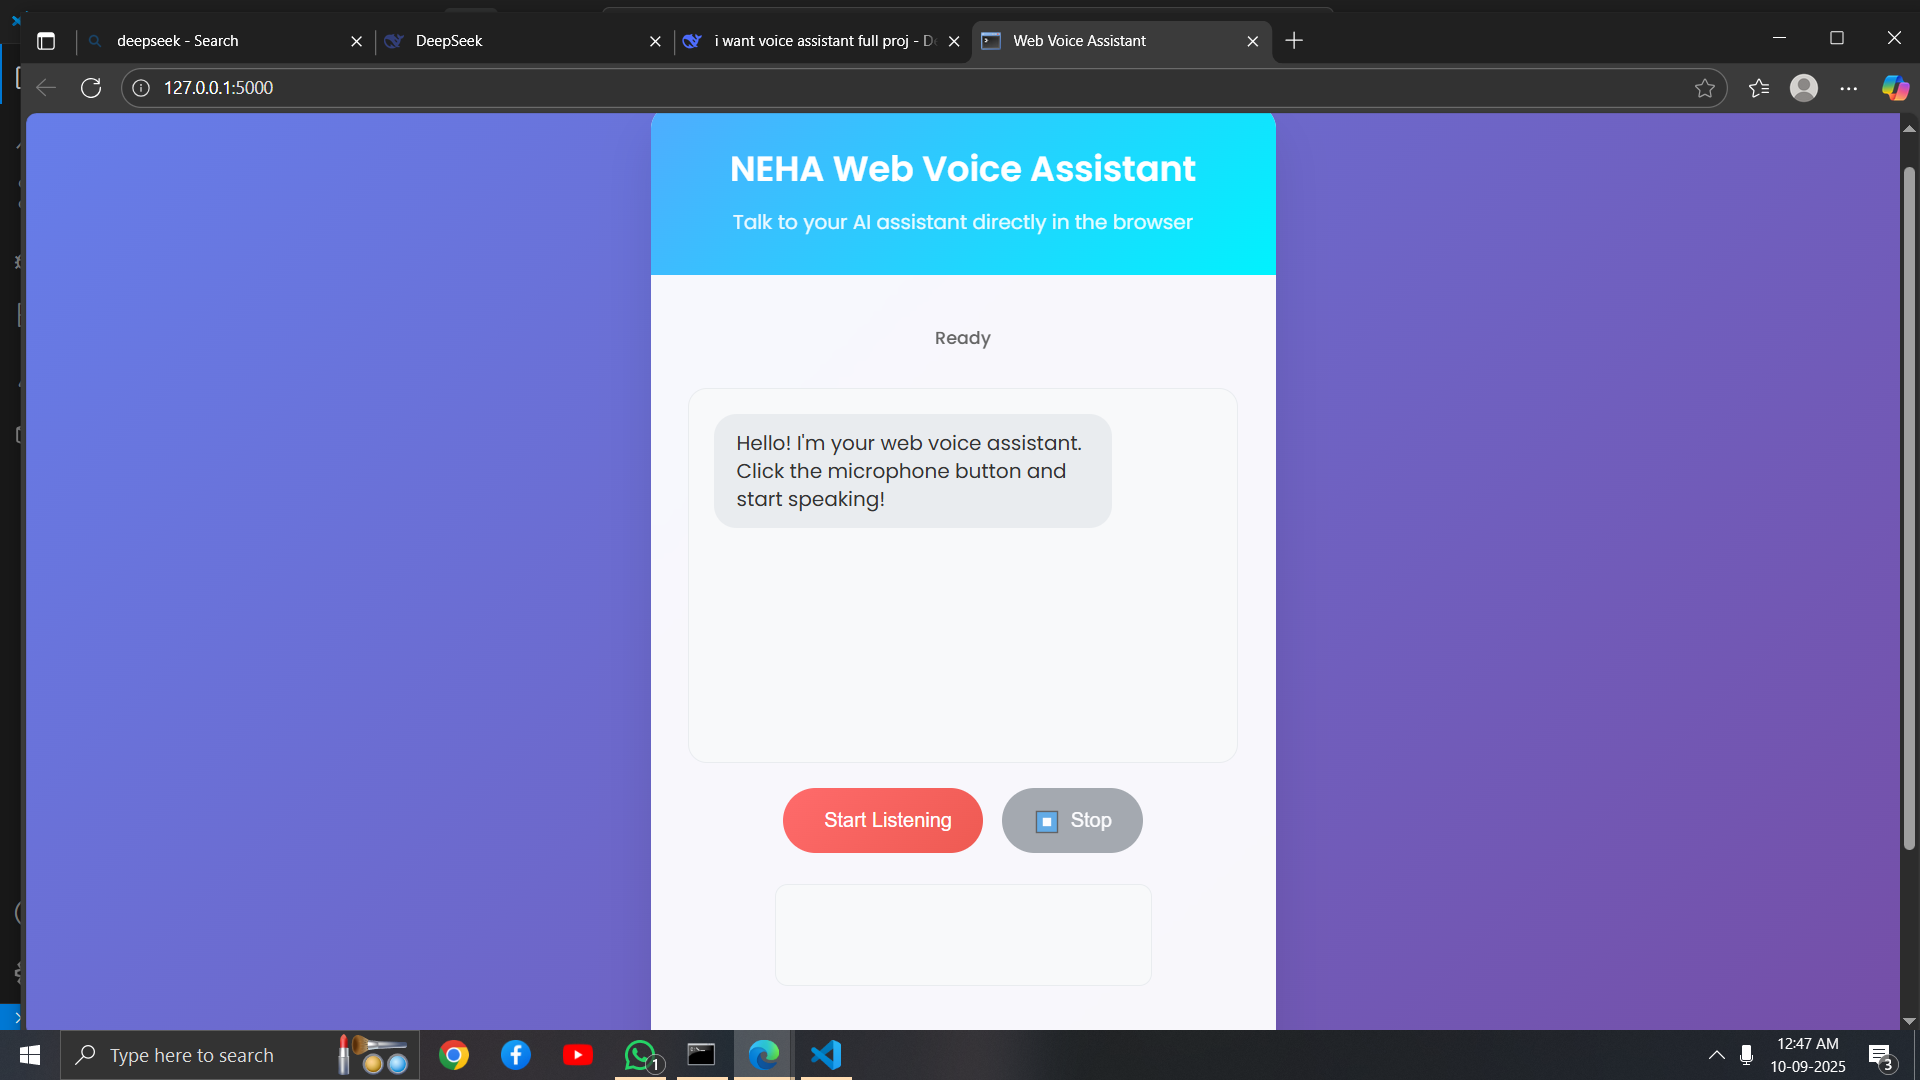 deepseek - Search
DeepSeek
i want voice assistant full proj - De
Web Voice Assistant
127.0.0.1:5000
NEHA Web Voice Assistant
Talk to your AI assistant directly in the browser
Ready
Hello! I'm your web voice assistant.
Click the microphone button and
start speaking!
Start Listening
Stop
Type here to search
1
12:47 AM
10-09-2025
3